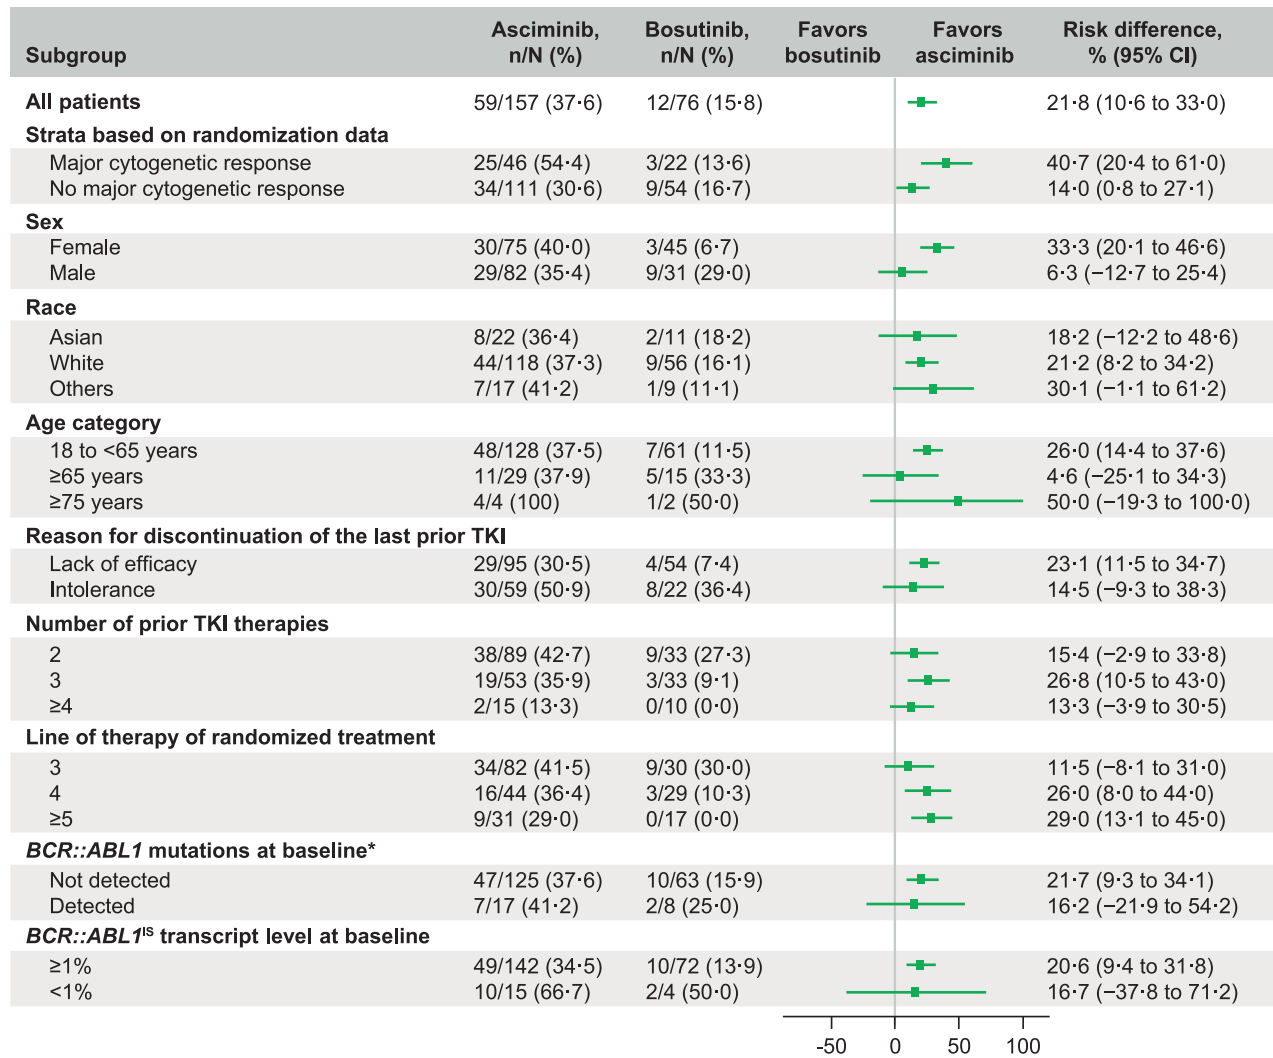 Subgroup Asciminib, n/N (%) Bosutinib, n/N (%) Favors bosutinib Favors asciminib Risk difference, % (95% CI)
All patients 59/157 (37·6) 12/76 (15·8) 21·8 (10·6 to 33·0)
Strata based on randomization data
Major cytogenetic response 25/46 (54·4) 3/22 (13·6) 40·7 (20·4 to 61·0)
No major cytogenetic response 34/111 (30·6) 9/54 (16·7) 14·0 (0·8 to 27·1)
Sex
Female 30/75 (40·0) 3/45 (6·7) 33·3 (20·1 to 46·6)
Male 29/82 (35·4) 9/31 (29·0) 6·3 (−12·7 to 25·4)
Race
Asian 8/22 (36·4) 2/11 (18·2) 18·2 (−12·2 to 48·6)
White 44/118 (37·3) 9/56 (16·1) 21·2 (8·2 to 34·2)
Others 7/17 (41·2) 1/9 (11·1) 30·1 (−1·1 to 61·2)
Age category
18 to <65 years 48/128 (37·5) 7/61 (11·5) 26·0 (14·4 to 37·6)
≥65 years 11/29 (37·9) 5/15 (33·3) 4·6 (−25·1 to 34·3)
≥75 years 4/4 (100) 1/2 (50·0) 50·0 (−19·3 to 100·0)
Reason for discontinuation of the last prior TKI
Lack of efficacy 29/95 (30·5) 4/54 (7·4) 23·1 (11·5 to 34·7)
Intolerance 30/59 (50·9) 8/22 (36·4) 14·5 (−9·3 to 38·3)
Number of prior TKI therapies
2 38/89 (42·7) 9/33 (27·3) 15·4 (−2·9 to 33·8)
3 19/53 (35·9) 3/33 (9·1) 26·8 (10·5 to 43·0)
≥4 2/15 (13·3) 0/10 (0·0) 13·3 (−3·9 to 30·5)
Line of therapy of randomized treatment
3 34/82 (41·5) 9/30 (30·0) 11·5 (−8·1 to 31·0)
4 16/44 (36·4) 3/29 (10·3) 26·0 (8·0 to 44·0)
≥5 9/31 (29·0) 0/17 (0·0) 29·0 (13·1 to 45·0)
BCR::ABL1 mutations at baseline*
Not detected 47/125 (37·6) 10/63 (15·9) 21·7 (9·3 to 34·1)
Detected 7/17 (41·2) 2/8 (25·0) 16·2 (−21·9 to 54·2)
BCR::ABL1IS transcript level at baseline
≥1% 49/142 (34·5) 10/72 (13·9) 20·6 (9·4 to 31·8)
<1% 10/15 (66·7) 2/4 (50·0) 16·7 (−37·8 to 71·2)
-50 0 50 100